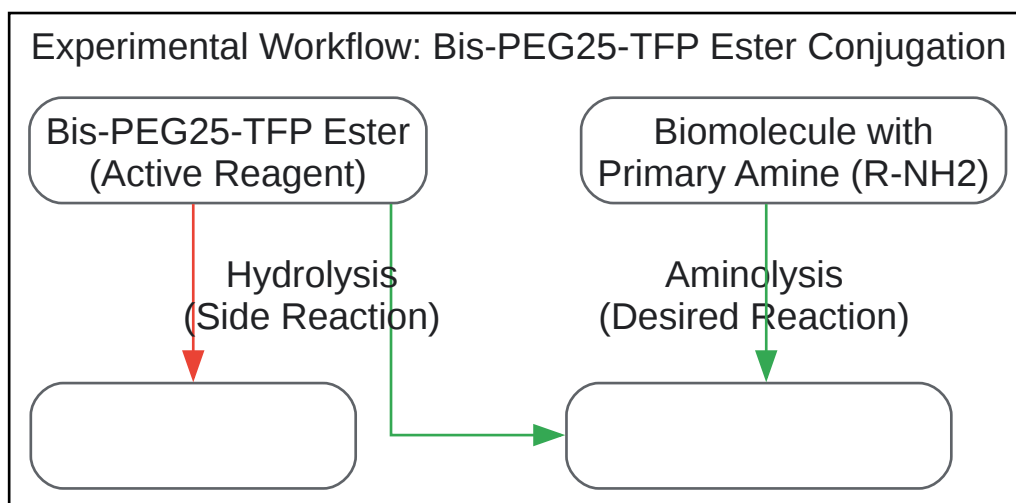 Experimental Workflow: Bis-PEG25-TFP Ester Conjugation
Bis-PEG25-TFP Ester
(Active Reagent)
Biomolecule with
Primary Amine (R-NH2)
Hydrolysis
(Side Reaction)
Aminolysis
(Desired Reaction)